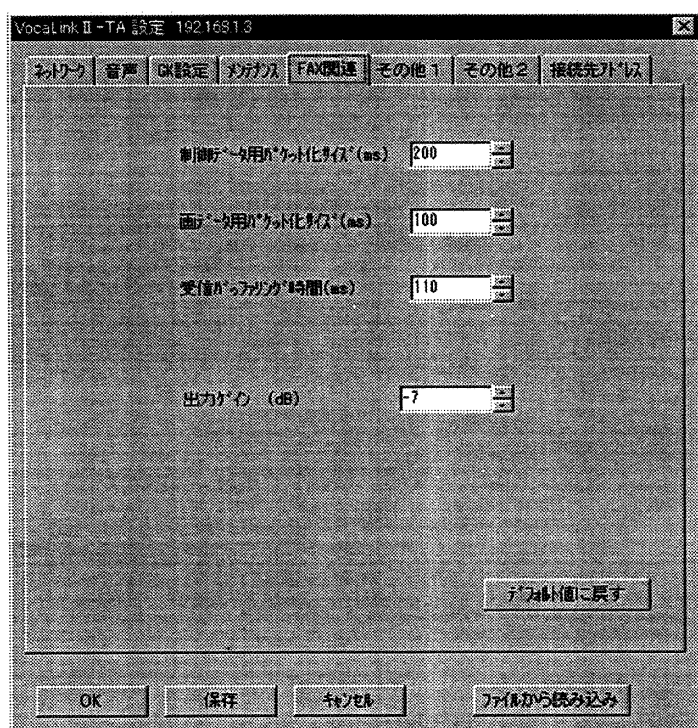 VocaLinkⅡ-TA 設定 192.168.1.3
ﾈｯﾄﾜｰｸ 音声 GK設定 ﾒﾝﾃﾅﾝｽ FAX関連 その他１ その他２ 接続先ｱﾄﾞﾚｽ
制御ﾃﾞｰﾀ用ﾊﾟｹｯﾄ化ｻｲｽﾞ(ms) 200
画ﾃﾞｰﾀ用ﾊﾟｹｯﾄ化ｻｲｽﾞ(ms) 100
受信ﾊﾞｯﾌｧﾘﾝｸﾞ時間(ms) 110
出力ｹﾞｲﾝ (dB) -7
ﾃﾞﾌｫﾙﾄ値に戻す
OK 保存 ｷｬﾝｾﾙ ﾌｧｲﾙから読み込み